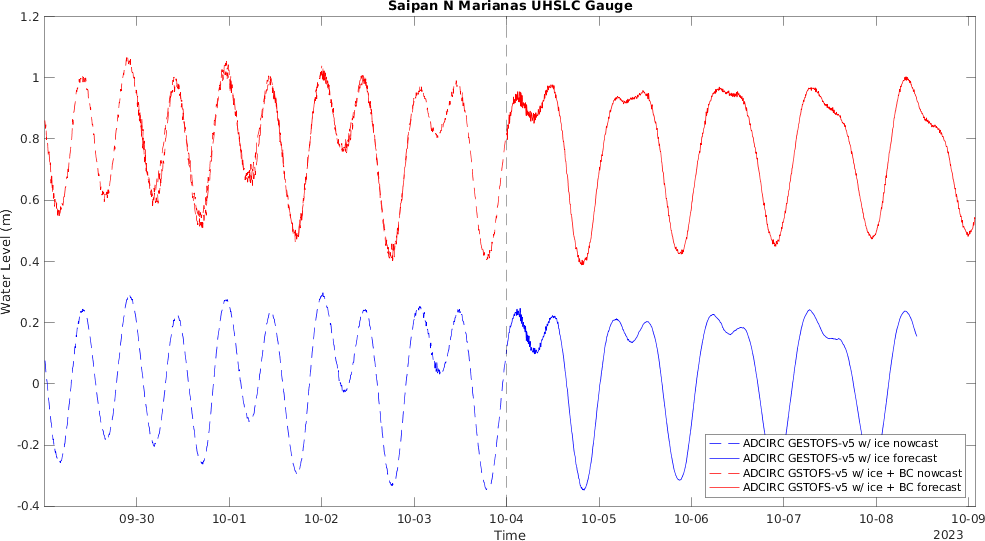 Saipan N Marianas UHSLC Gauge
Water Level (m)
1.2
1
0.8
0.6
0.4
0.2
0
-0.2
-0.4
ADCIRC GESTOFS-v5 w/ ice nowcast
ADCIRC GESTOFS-v5 w/ ice forecast
ADCIRC GSTOFS-v5 w/ ice + BC nowcast
ADCIRC GSTOFS-v5 w/ ice + BC forecast
09-30 10-01 10-02 10-03 10-04 10-05 10-06 10-07 10-08 10-09
Time
2023